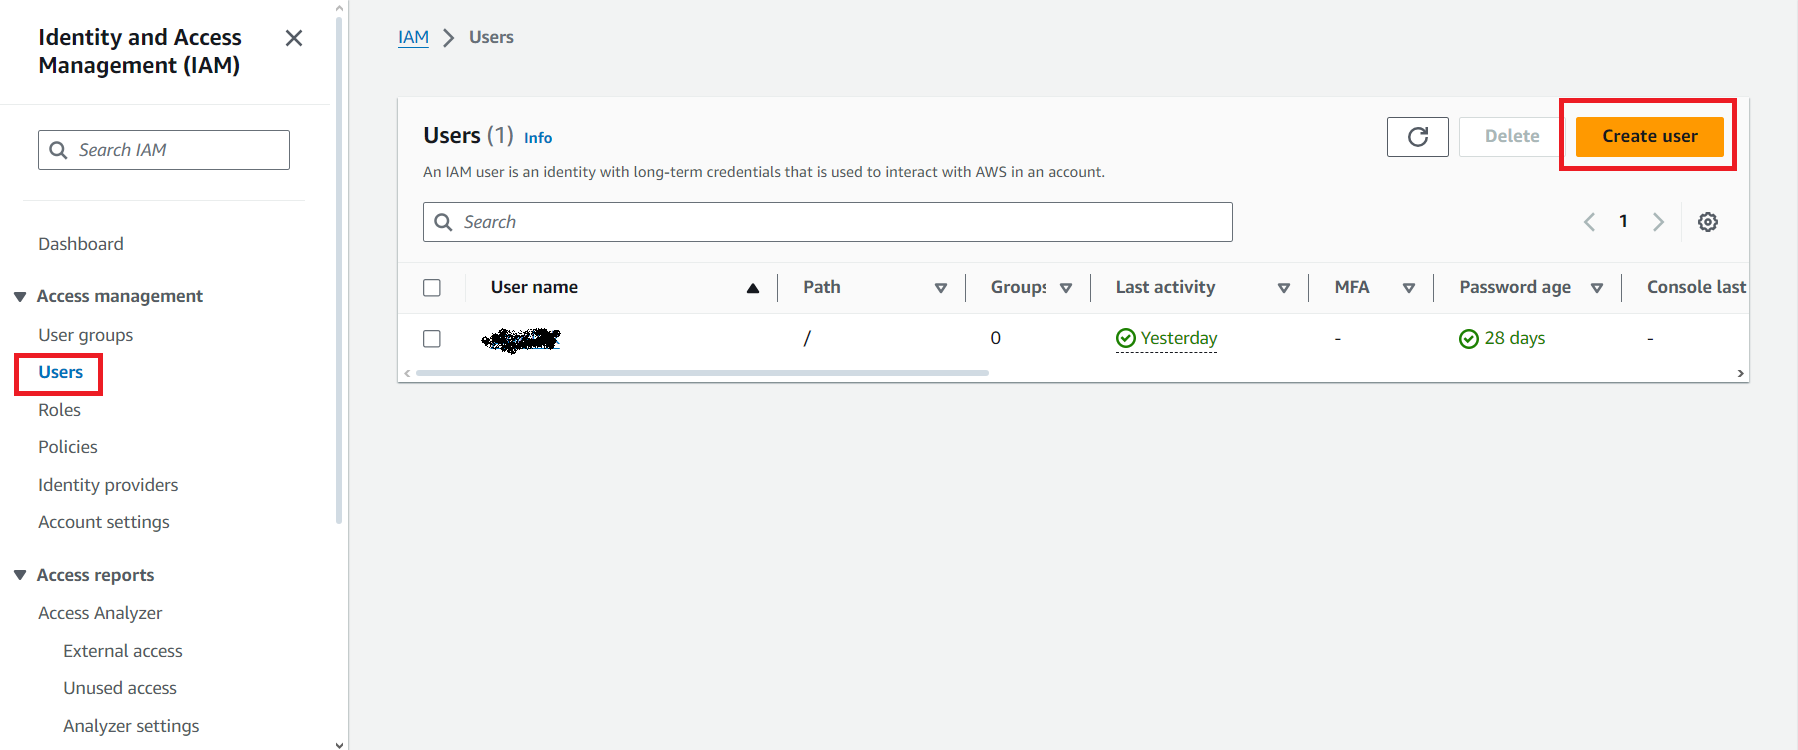 Identity and Access
Management (IAM)
Search IAM
Dashboard
Access management
User groups
Users
Roles
Policies
Identity providers
Account settings
Access reports
Access Analyzer
External access
Unused access
Analyzer settings
IAM > Users
Users (1) Info
Delete
Create user
An IAM user is an identity with long-term credentials that is used to interact with AWS in an account.
Search
1
User name Path Groups Last activity MFA Password age Console last
/ 0 Yesterday - 28 days -